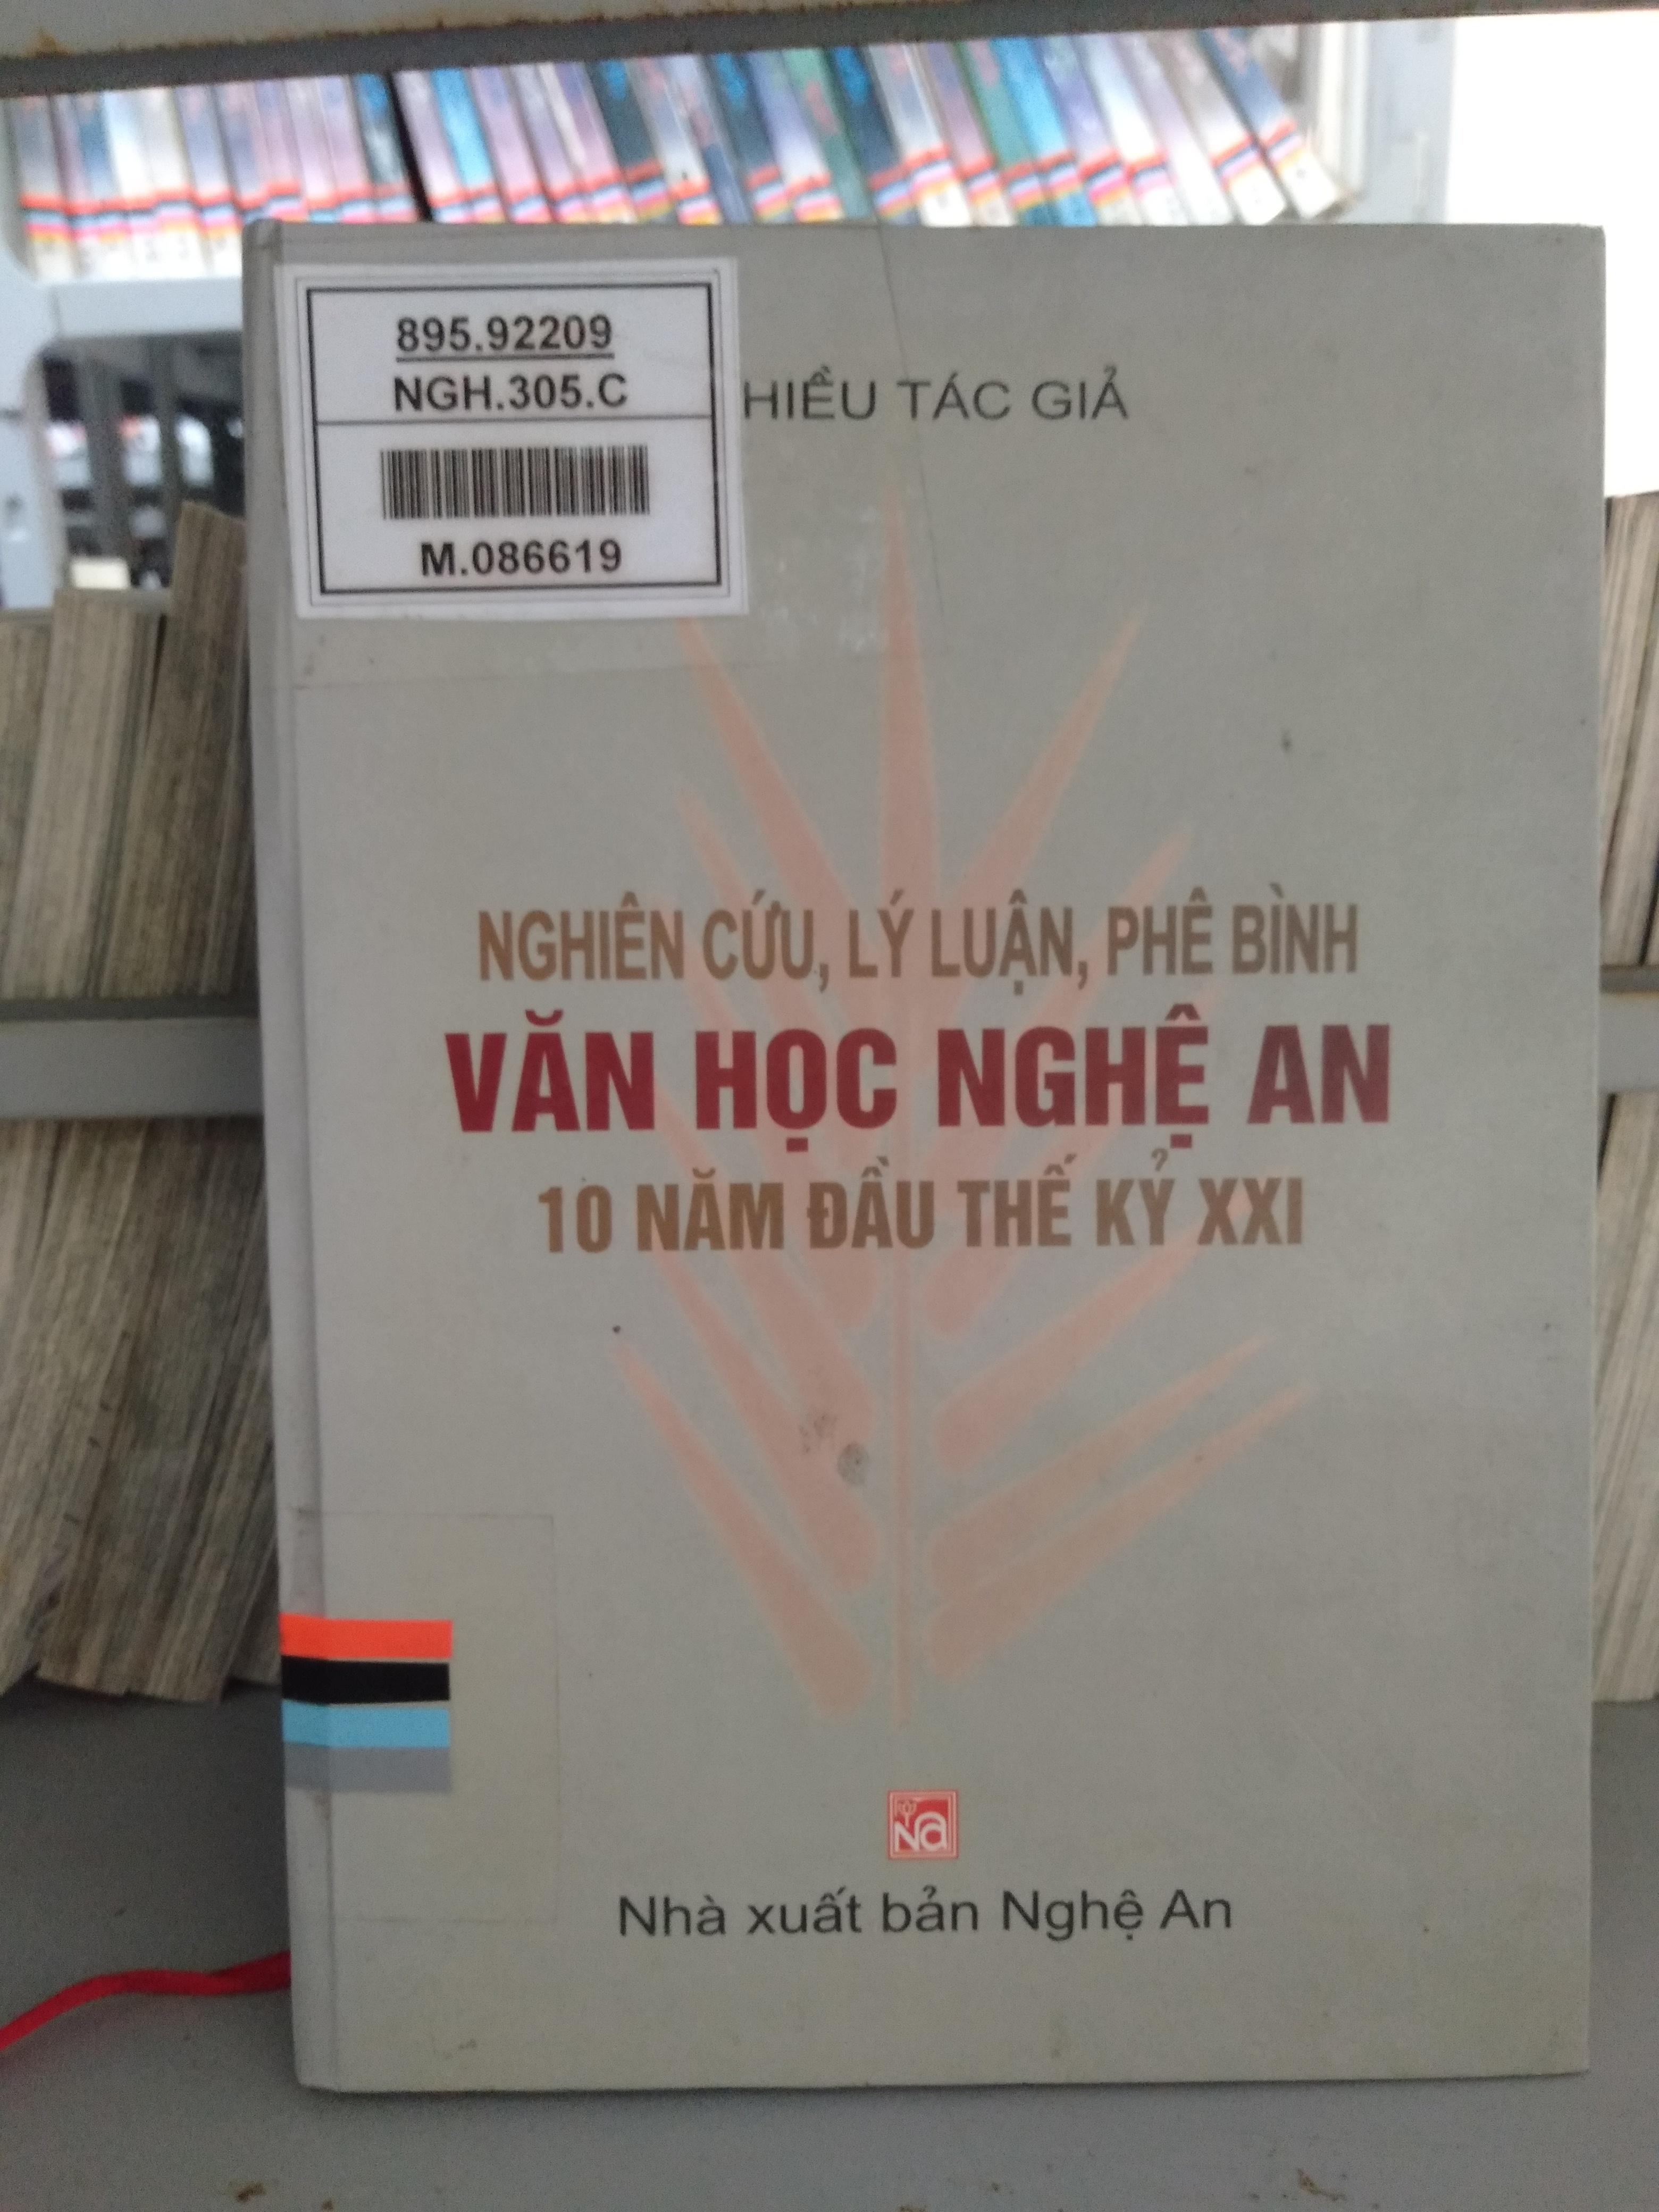 895.92209
NGH.305.C
M.086619
HIỀU TÁC GIẢ
NGHIÊN CỨU, LÝ LUẬN, PHÊ BÌNH
VĂN HỌC NGHỆ AN
10 NĂM ĐẦU THẾ KỶ XXI
Na
Nhà xuất bản Nghệ An